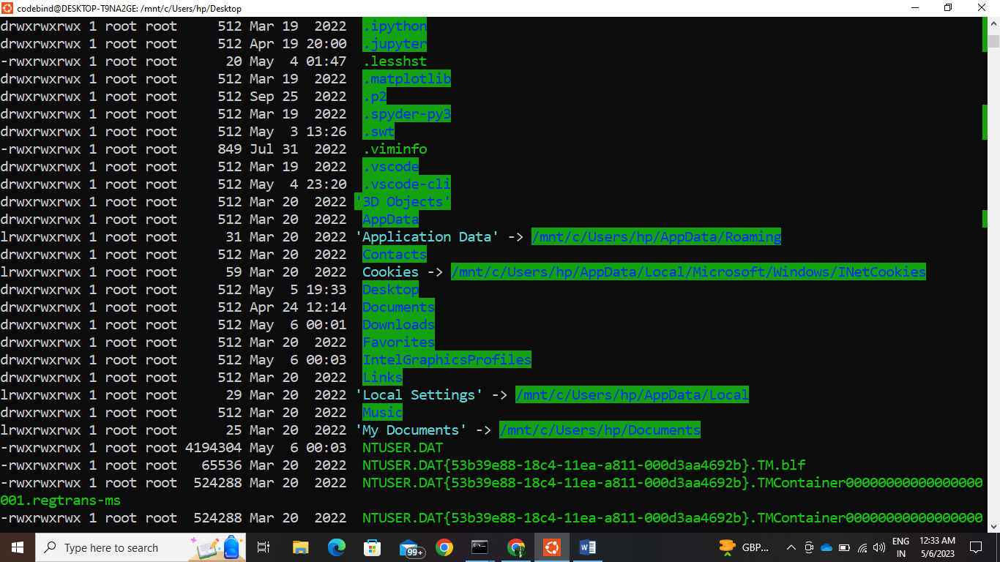 codebind@DESKTOP-T9NA2GE: /mnt/c/Users/hp/Desktop
drwxrwxrwx 1 root root     512 Mar 19  2022  .ipython
drwxrwxrwx 1 root root     512 Apr 19 20:00  .jupyter
-rwxrwxrwx 1 root root      20 May  4 01:47  .lesshst
drwxrwxrwx 1 root root     512 Mar 19  2022  .matplotlib
drwxrwxrwx 1 root root     512 Sep 25  2022  .p2
drwxrwxrwx 1 root root     512 Mar 19  2022  .spyder-py3
drwxrwxrwx 1 root root     512 May  3 13:26  .swt
-rwxrwxrwx 1 root root     849 Jul 31  2022  .viminfo
drwxrwxrwx 1 root root     512 Mar 19  2022  .vscode
drwxrwxrwx 1 root root     512 May  4 23:20  .vscode-cli
drwxrwxrwx 1 root root     512 Mar 20  2022 '3D Objects'
drwxrwxrwx 1 root root     512 Mar 20  2022  AppData
lrwxrwxrwx 1 root root      31 Mar 20  2022 'Application Data' -> /mnt/c/Users/hp/AppData/Roaming
drwxrwxrwx 1 root root     512 Mar 20  2022  Contacts
lrwxrwxrwx 1 root root      59 Mar 20  2022  Cookies -> /mnt/c/Users/hp/AppData/Local/Microsoft/Windows/INetCookies
drwxrwxrwx 1 root root     512 May  5 19:33  Desktop
drwxrwxrwx 1 root root     512 Apr 24 12:14  Documents
drwxrwxrwx 1 root root     512 May  6 00:01  Downloads
drwxrwxrwx 1 root root     512 Mar 20  2022  Favorites
drwxrwxrwx 1 root root     512 May  6 00:03  IntelGraphicsProfiles
drwxrwxrwx 1 root root     512 Mar 20  2022  Links
lrwxrwxrwx 1 root root      29 Mar 20  2022 'Local Settings' -> /mnt/c/Users/hp/AppData/Local
drwxrwxrwx 1 root root     512 Mar 20  2022  Music
lrwxrwxrwx 1 root root      25 Mar 20  2022 'My Documents' -> /mnt/c/Users/hp/Documents
-rwxrwxrwx 1 root root 4194304 May  6 00:03  NTUSER.DAT
-rwxrwxrwx 1 root root   65536 Mar 20  2022  NTUSER.DAT{53b39e88-18c4-11ea-a811-000d3aa4692b}.TM.blf
-rwxrwxrwx 1 root root  524288 Mar 20  2022  NTUSER.DAT{53b39e88-18c4-11ea-a811-000d3aa4692b}.TMContainer00000000000000000
001.regtrans-ms
-rwxrwxrwx 1 root root  524288 Mar 20  2022  NTUSER.DAT{53b39e88-18c4-11ea-a811-000d3aa4692b}.TMContainer00000000000000000
Type here to search
99+
GBP...
ENG
IN
12:33 AM
5/6/2023